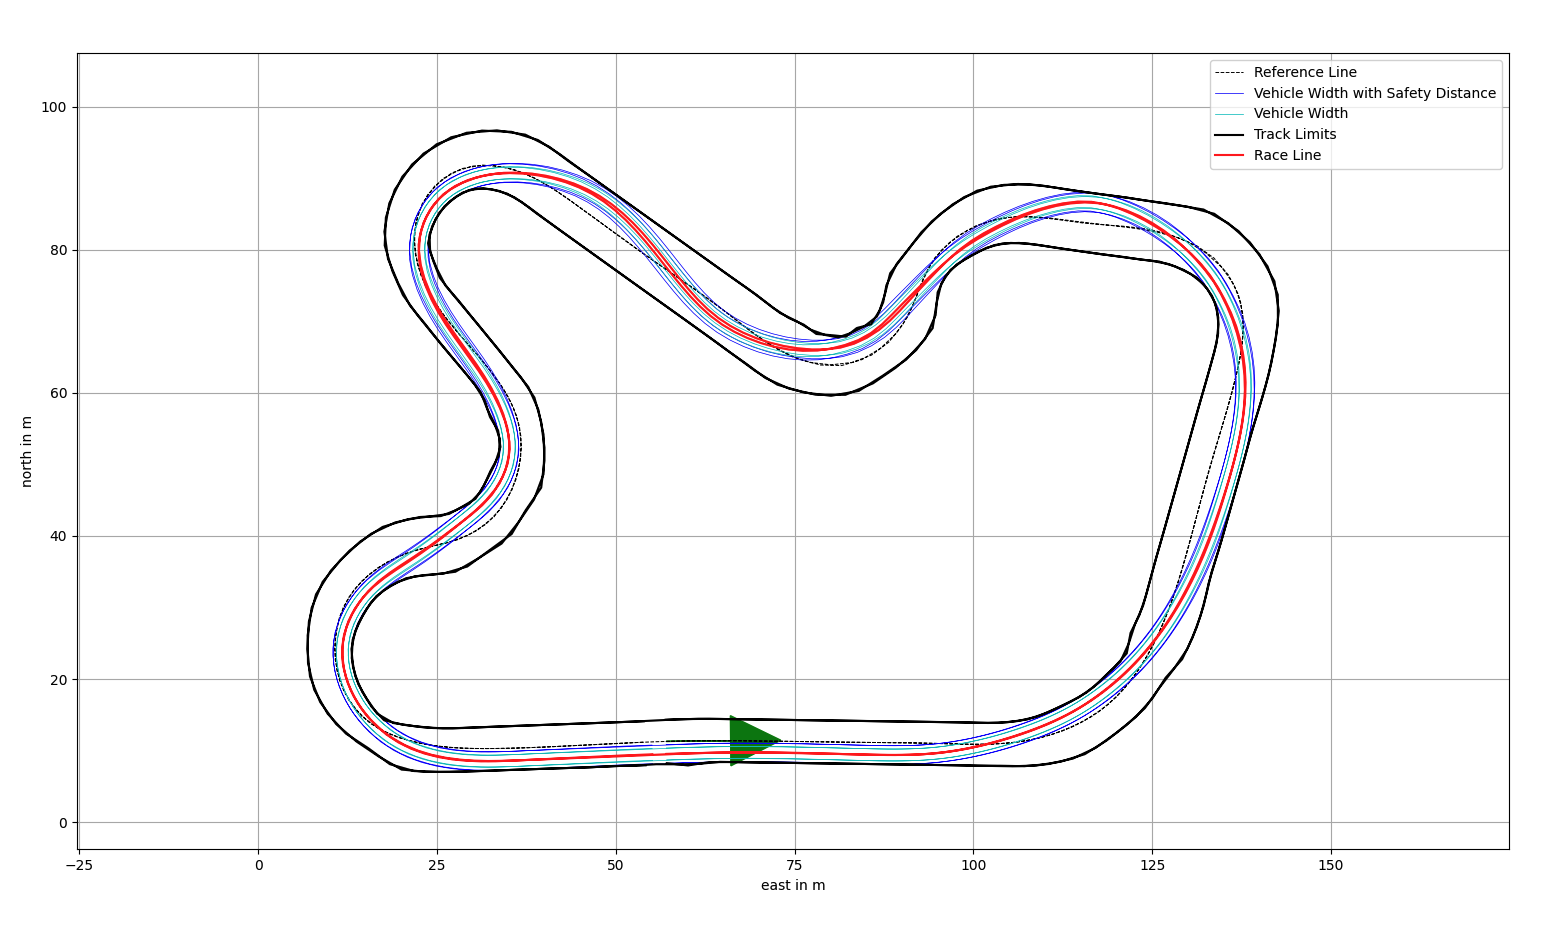 Reference Line
Vehicle Width with Safety Distance
Vehicle Width
Track Limits
Race Line
100
80
60
40
20
0
north in m
−25 0 25 50 75 100 125 150
east in m